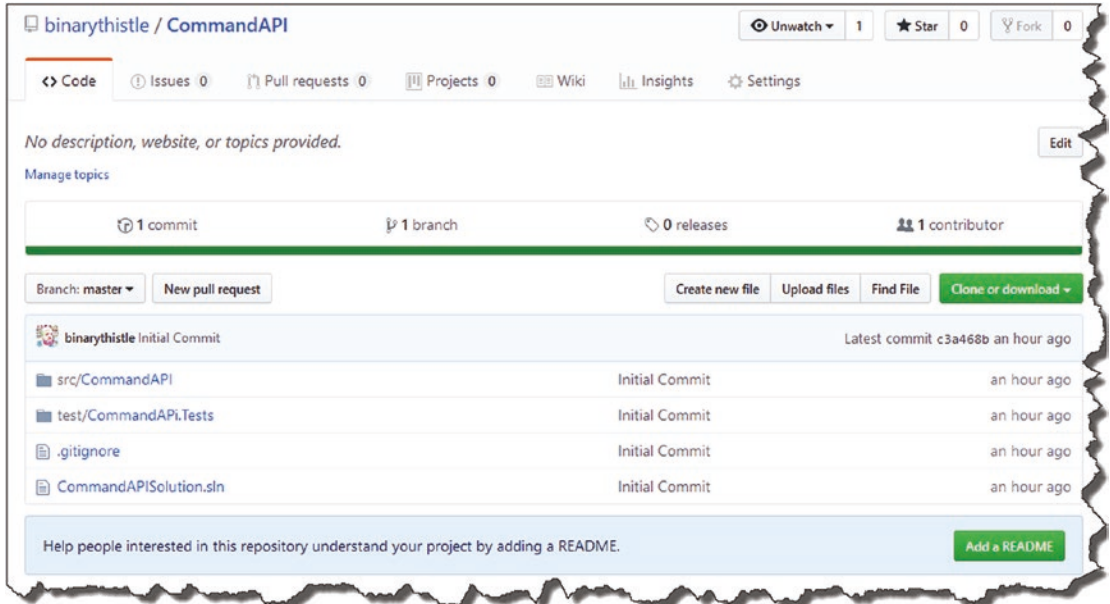 binarythistle / CommandAPI Unwatch 1 Star 0 Fork 0
Code Issues 0 Pull requests 0 Projects 0 Wiki Insights Settings
No description, website, or topics provided. Edit
Manage topics
1 commit 1 branch 0 releases 1 contributor
Branch: master New pull request Create new file Upload files Find File Clone or download
binarythistle Initial Commit Latest commit c3a468b an hour ago
src/CommandAPI Initial Commit an hour ago
test/CommandAPi.Tests Initial Commit an hour ago
.gitignore Initial Commit an hour ago
CommandAPISolution.sln Initial Commit an hour ago
Help people interested in this repository understand your project by adding a README. Add a README